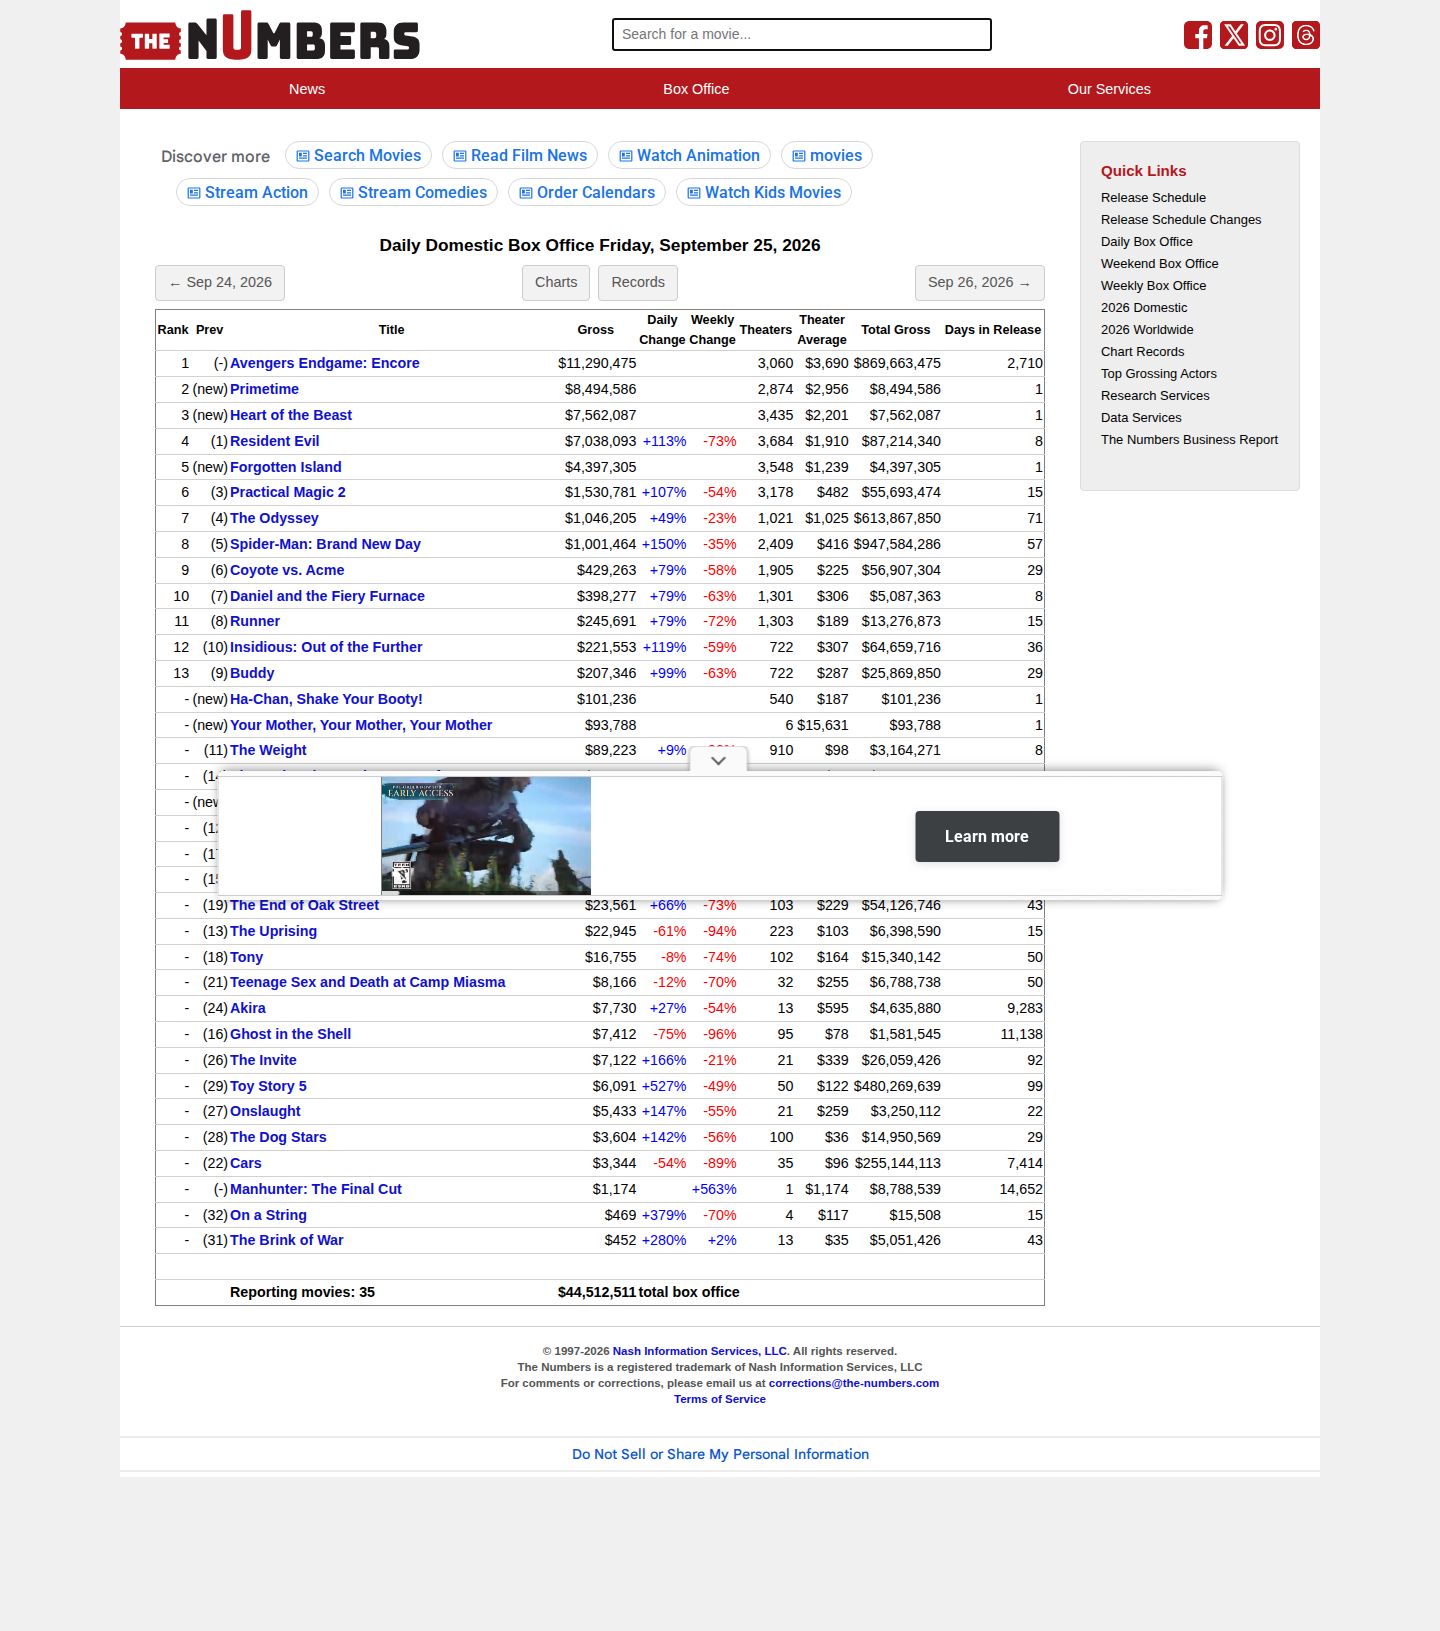 THE NUMBERS
Search for a movie...
News Box Office Our Services
Discover more Search Movies Read Film News Watch Animation movies
Stream Action Stream Comedies Order Calendars Watch Kids Movies
Quick Links
Release Schedule
Release Schedule Changes
Daily Box Office
Weekend Box Office
Weekly Box Office
2026 Domestic
2026 Worldwide
Chart Records
Top Grossing Actors
Research Services
Data Services
The Numbers Business Report
Daily Domestic Box Office Friday, September 25, 2026
← Sep 24, 2026 Charts Records Sep 26, 2026 →
Rank Prev Title Gross Daily Change Weekly Change Theaters Theater Average Total Gross Days in Release
1 (-) Avengers Endgame: Encore $11,290,475 3,060 $3,690 $869,663,475 2,710
2 (new) Primetime $8,494,586 2,874 $2,956 $8,494,586 1
3 (new) Heart of the Beast $7,562,087 3,435 $2,201 $7,562,087 1
4 (1) Resident Evil $7,038,093 +113% -73% 3,684 $1,910 $87,214,340 8
5 (new) Forgotten Island $4,397,305 3,548 $1,239 $4,397,305 1
6 (3) Practical Magic 2 $1,530,781 +107% -54% 3,178 $482 $55,693,474 15
7 (4) The Odyssey $1,046,205 +49% -23% 1,021 $1,025 $613,867,850 71
8 (5) Spider-Man: Brand New Day $1,001,464 +150% -35% 2,409 $416 $947,584,286 57
9 (6) Coyote vs. Acme $429,263 +79% -58% 1,905 $225 $56,907,304 29
10 (7) Daniel and the Fiery Furnace $398,277 +79% -63% 1,301 $306 $5,087,363 8
11 (8) Runner $245,691 +79% -72% 1,303 $189 $13,276,873 15
12 (10) Insidious: Out of the Further $221,553 +119% -59% 722 $307 $64,659,716 36
13 (9) Buddy $207,346 +99% -63% 722 $287 $25,869,850 29
- (new) Ha-Chan, Shake Your Booty! $101,236 540 $187 $101,236 1
- (new) Your Mother, Your Mother, Your Mother $93,788 6 $15,631 $93,788 1
- (11) The Weight $89,223 +9% 910 $98 $3,164,271 8
-
-
-
-
-
EARLY ACCESS
Learn more
- (19) The End of Oak Street $23,561 +66% -73% 103 $229 $54,126,746 43
- (13) The Uprising $22,945 -61% -94% 223 $103 $6,398,590 15
- (18) Tony $16,755 -8% -74% 102 $164 $15,340,142 50
- (21) Teenage Sex and Death at Camp Miasma $8,166 -12% -70% 32 $255 $6,788,738 50
- (24) Akira $7,730 +27% -54% 13 $595 $4,635,880 9,283
- (16) Ghost in the Shell $7,412 -75% -96% 95 $78 $1,581,545 11,138
- (26) The Invite $7,122 +166% -21% 21 $339 $26,059,426 92
- (29) Toy Story 5 $6,091 +527% -49% 50 $122 $480,269,639 99
- (27) Onslaught $5,433 +147% -55% 21 $259 $3,250,112 22
- (28) The Dog Stars $3,604 +142% -56% 100 $36 $14,950,569 29
- (22) Cars $3,344 -54% -89% 35 $96 $255,144,113 7,414
- (-) Manhunter: The Final Cut $1,174 +563% 1 $1,174 $8,788,539 14,652
- (32) On a String $469 +379% -70% 4 $117 $15,508 15
- (31) The Brink of War $452 +280% +2% 13 $35 $5,051,426 43
Reporting movies: 35 $44,512,511 total box office
© 1997-2026 Nash Information Services, LLC. All rights reserved.
The Numbers is a registered trademark of Nash Information Services, LLC
For comments or corrections, please email us at corrections@the-numbers.com
Terms of Service
Do Not Sell or Share My Personal Information